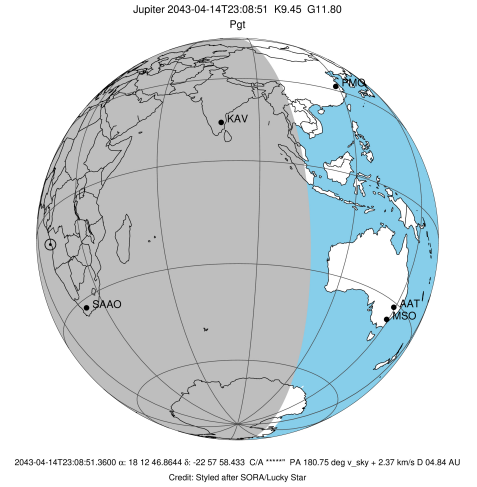 Jupiter 2043-04-14T23:08:51 K9.45 G11.80
Pgt
PMO
KAV
SAAO
AAT
MSO
2043-04-14T23:08:51.3600 α: 18 12 46.8644 δ: -22 57 58.433 C/A *****" PA 180.75 deg v_sky + 2.37 km/s D 04.84 AU
Credit: Styled after SORA/Lucky Star